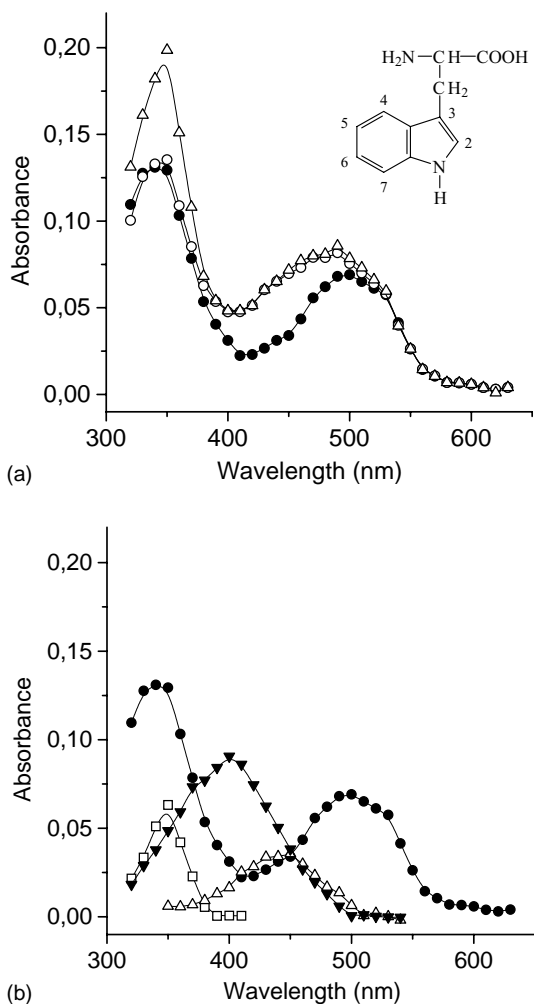 (a)
Absorbance
0,20
0,15
0,10
0,05
0,00
300 400 500 600
Wavelength (nm)
H₂N—CH—COOH
CH₂
4
3
5
2
6
7
N
H
(b)
Absorbance
0,20
0,15
0,10
0,05
0,00
300 400 500 600
Wavelength (nm)